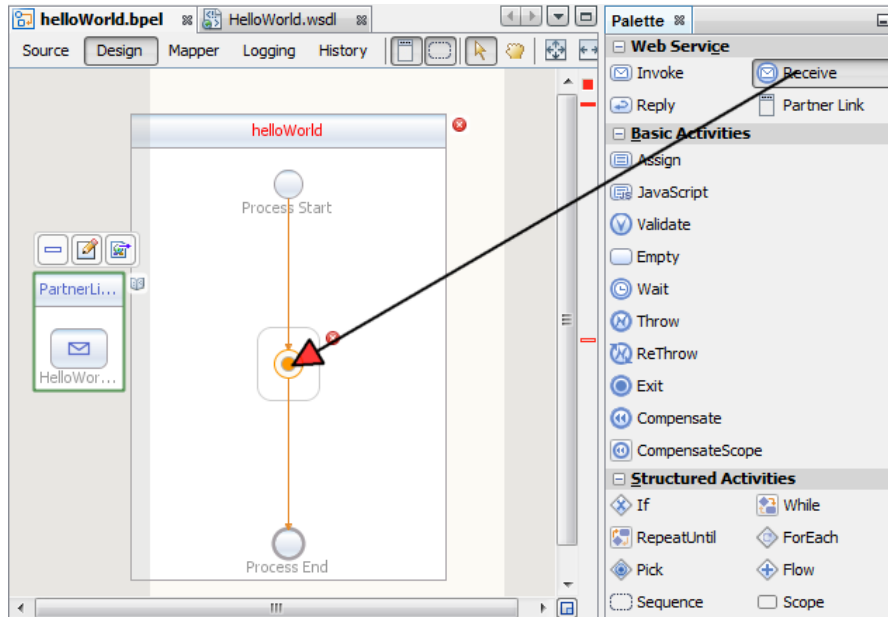 helloWorld.bpel HelloWorld.wsdl
Source Design Mapper Logging History
helloWorld
Process Start
PartnerLi...
HelloWor...
Process End
Palette
Web Service
Invoke Receive
Reply Partner Link
Basic Activities
Assign
JavaScript
Validate
Empty
Wait
Throw
ReThrow
Exit
Compensate
CompensateScope
Structured Activities
If While
RepeatUntil ForEach
Pick Flow
Sequence Scope